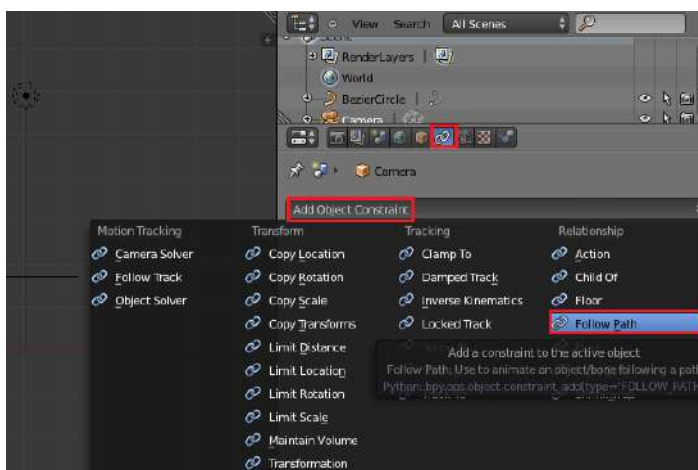 View Search All Scenes
RenderLayers
World
BezierCircle
Camera
Camera
Add Object Constraint
Motion Tracking Transform Tracking Relationship
Camera Solver Copy Location Clamp To Action
Follow Track Copy Rotation Damped Track Child Of
Object Solver Copy Scale Inverse Kinematics Floor
Copy Transforms Locked Track Follow Path
Limit Distance
Limit Location
Limit Rotation
Limit Scale
Maintain Volume
Transformation
Add a constraint to the active object
Follow Path: Use to animate an object/bone following a path
Python: bpy.ops.object.constraint_add(type='FOLLOW_PATH